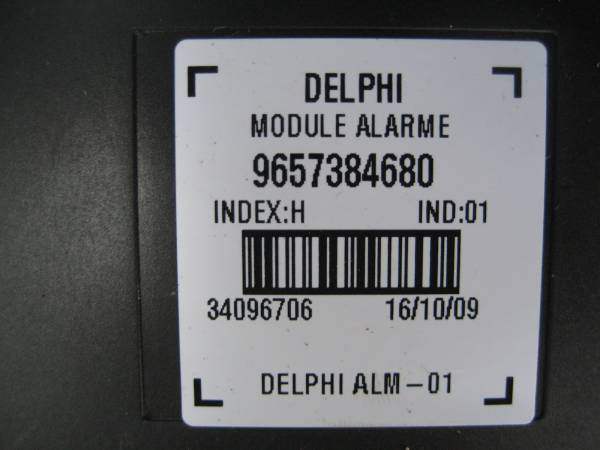 DELPHI
MODULE ALARME
9657384680
INDEX:H IND:01
34096706 16/10/09
DELPHI ALM-01